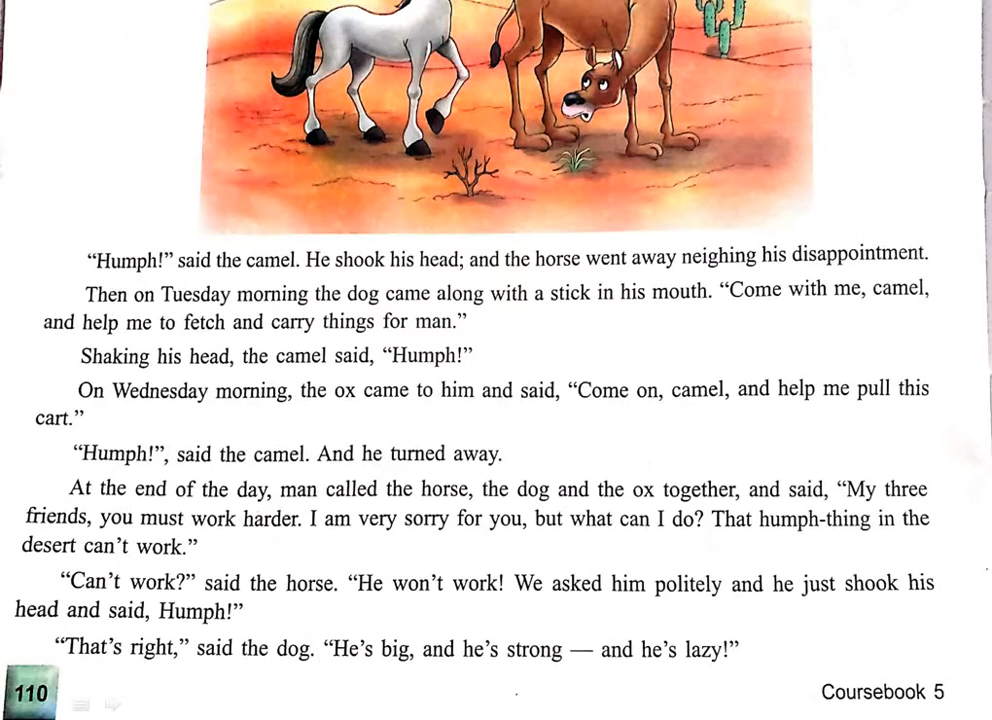 “Humph!” said the camel. He shook his head; and the horse went away neighing his disappointment.
Then on Tuesday morning the dog came along with a stick in his mouth. “Come with me, camel,
and help me to fetch and carry things for man.”
Shaking his head, the camel said, “Humph!”
On Wednesday morning, the ox came to him and said, “Come on, camel, and help me pull this
cart.”
“Humph!”, said the camel. And he turned away.
At the end of the day, man called the horse, the dog and the ox together, and said, “My three
friends, you must work harder. I am very sorry for you, but what can I do? That humph-thing in the
desert can’t work.”
“Can’t work?” said the horse. “He won’t work! We asked him politely and he just shook his
head and said, Humph!”
“That’s right,” said the dog. “He’s big, and he’s strong — and he’s lazy!”
110
Coursebook 5